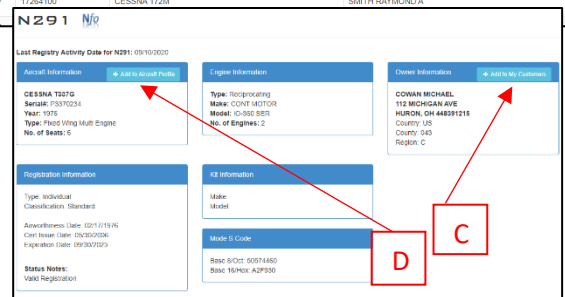 17264100 CESSNA 172M SMITH RAYMOND A
N291 Nfo
Last Registry Activity Date for N291: 09/10/2020
Aircraft Information + Add to Aircraft Profile
CESSNA T337G
Serial#: P3370234
Year: 1975
Type: Fixed Wing Multi Engine
No. of Seats: 6
Engine Information
Type: Reciprocating
Make: CONT MOTOR
Model: IO-360 SER
No. of Engines: 2
Owner Information + Add to My Customers
COWAN MICHAEL
112 MICHIGAN AVE
HURON, OH 448391215
Country: US
County: 043
Region: C
Registration Information
Type: Individual
Classification: Standard
Airworthiness Date: 02/17/1976
Cert Issue Date: 05/30/2006
Expiration Date: 09/30/2023
Status Notes:
Valid Registration
Kit Information
Make:
Model:
Mode S Code
Base 8/Oct: 50574460
Base 16/Hex: A2F930
D
C